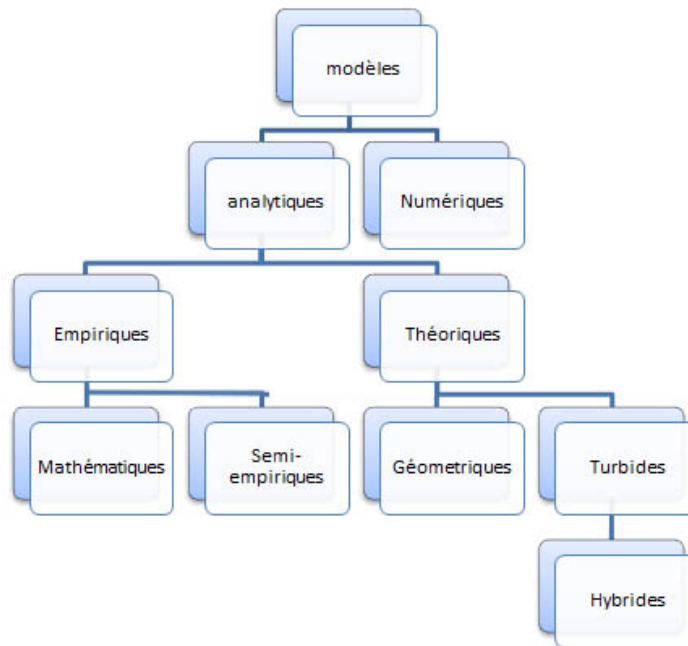 modèles
analytiques
Numériques
Empiriques
Théoriques
Mathématiques
Semi-
empiriques
Géometriques
Turbides
Hybrides